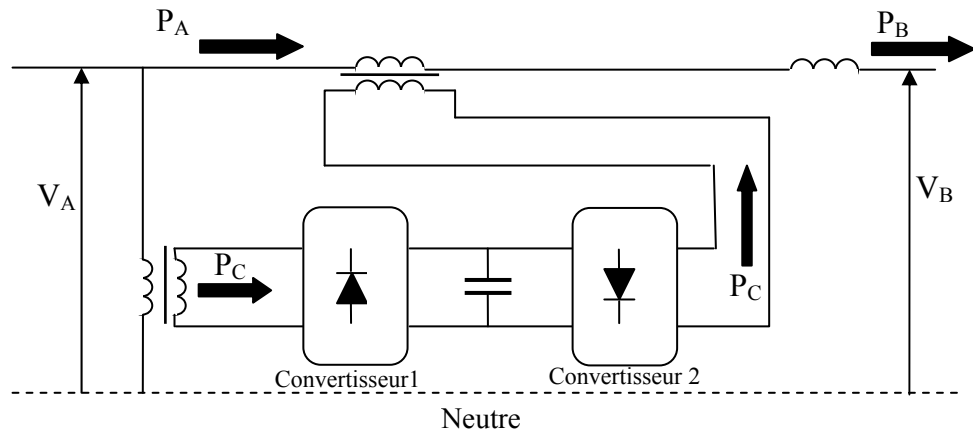 P_A
P_B
V_A
V_B
P_C
P_C
Convertisseur1
Convertisseur 2
Neutre